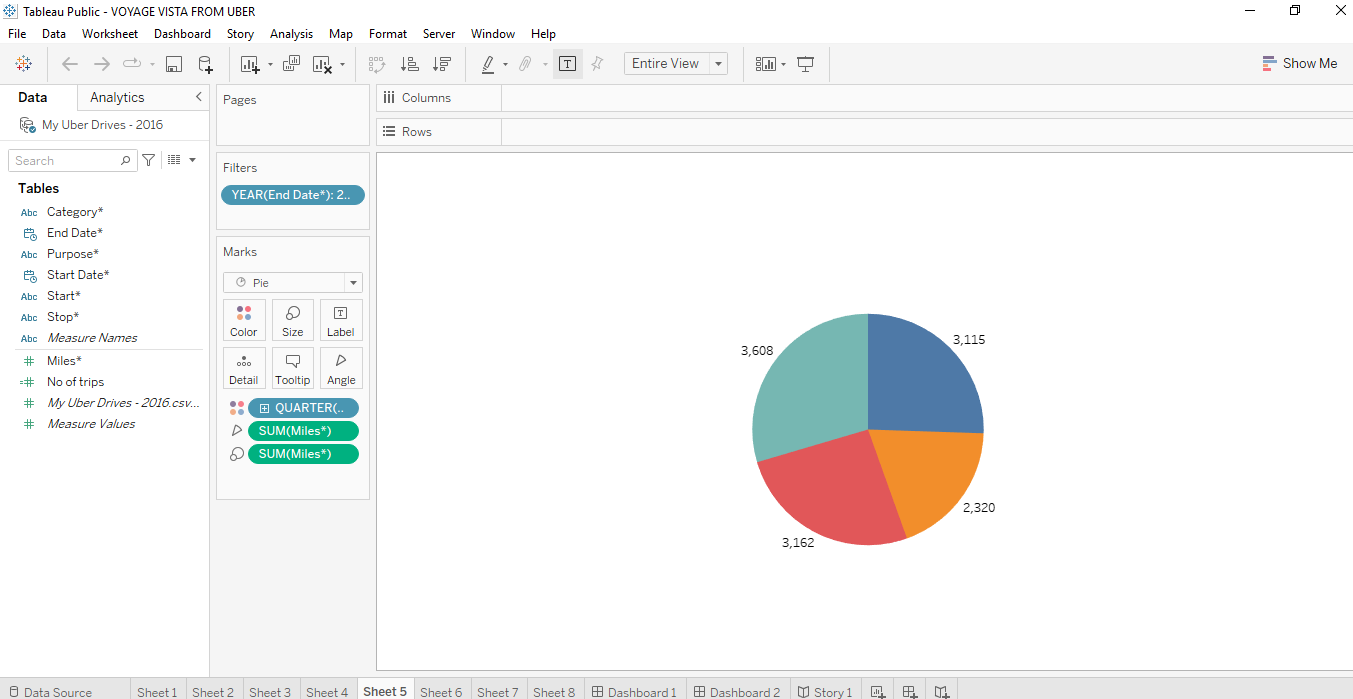 Tableau Public - VOYAGE VISTA FROM UBER
File Data Worksheet Dashboard Story Analysis Map Format Server Window Help
Entire View
Show Me
Data Analytics
My Uber Drives - 2016
Search
Tables
Abc Category*
End Date*
Abc Purpose*
Start Date*
Abc Start*
Abc Stop*
Abc Measure Names
# Miles*
=# No of trips
# My Uber Drives - 2016.csv...
# Measure Values
Pages
Filters
YEAR(End Date*): 2..
Marks
Pie
Color Size T Label
Detail Tooltip Angle
QUARTER(..
SUM(Miles*)
SUM(Miles*)
Columns
Rows
3,115
3,608
2,320
3,162
Data Source Sheet 1 Sheet 2 Sheet 3 Sheet 4 Sheet 5 Sheet 6 Sheet 7 Sheet 8 Dashboard 1 Dashboard 2 Story 1